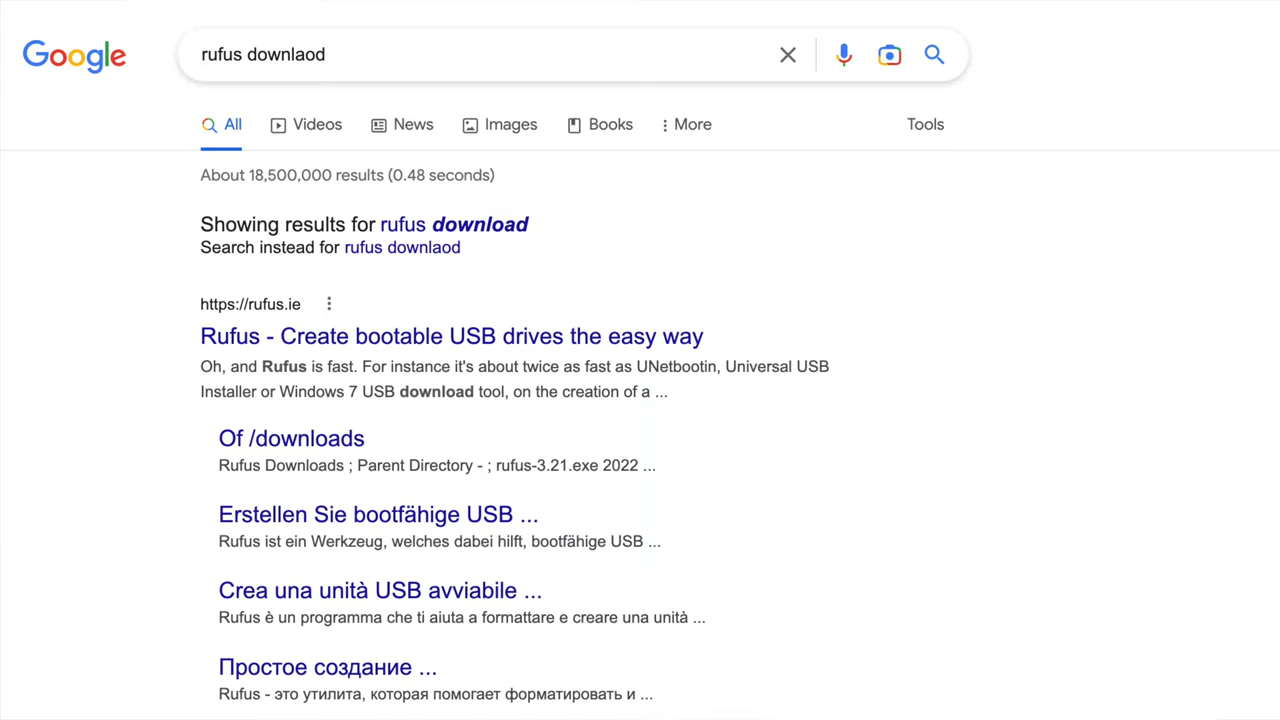 Google
rufus downlaod
All Videos News Images Books More Tools
About 18,500,000 results (0.48 seconds)
Showing results for rufus download
Search instead for rufus downlaod
https://rufus.ie
Rufus - Create bootable USB drives the easy way
Oh, and Rufus is fast. For instance it's about twice as fast as UNetbootin, Universal USB
Installer or Windows 7 USB download tool, on the creation of a ...
Of /downloads
Rufus Downloads ; Parent Directory - ; rufus-3.21.exe 2022 ...
Erstellen Sie bootfähige USB ...
Rufus ist ein Werkzeug, welches dabei hilft, bootfähige USB ...
Crea una unità USB avviabile ...
Rufus è un programma che ti aiuta a formattare e creare una unità ...
Простое создание ...
Rufus - это утилита, которая помогает форматировать и ...